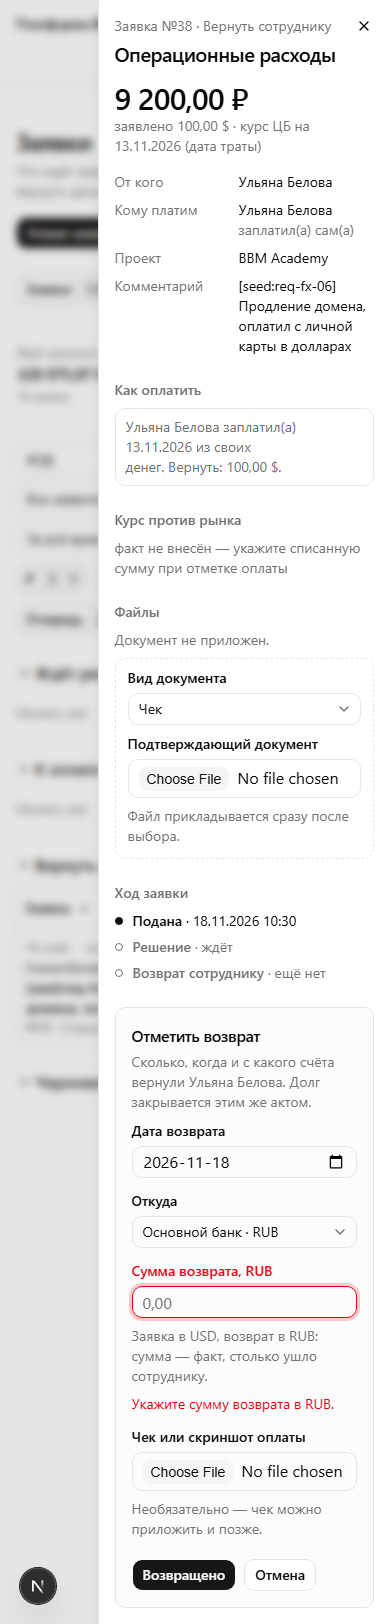 Заявка №38 · Вернуть сотруднику
Операционные расходы
9 200,00 ₽
заявлено 100,00 $ · курс ЦБ на
13.11.2026 (дата траты)
От кого
Ульяна Белова
Кому платим
Ульяна Белова
заплатил(а) сам(а)
Проект
BBM Academy
Комментарий
[seed:req-fx-06]
Продление домена,
оплатил с личной
карты в долларах
Как оплатить
Ульяна Белова заплатил(а)
13.11.2026 из своих
денег. Вернуть: 100,00 $.
Курс против рынка
факт не внесён — укажите списанную
сумму при отметке оплаты
Файлы
Документ не приложен.
Вид документа
Чек
Подтверждающий документ
Choose File No file chosen
Файл прикладывается сразу после
выбора.
Ход заявки
Подана · 18.11.2026 10:30
Решение · ждёт
Возврат сотруднику · ещё нет
Отметить возврат
Сколько, когда и с какого счёта
вернули Ульяна Белова. Долг
закрывается этим же актом.
Дата возврата
2026-11-18
Откуда
Основной банк · RUB
Сумма возврата, RUB
0,00
Заявка в USD, возврат в RUB:
сумма — факт, столько ушло
сотруднику.
Укажите сумму возврата в RUB.
Чек или скриншот оплаты
Choose File No file chosen
Необязательно — чек можно
приложить и позже.
Возвращено
Отмена